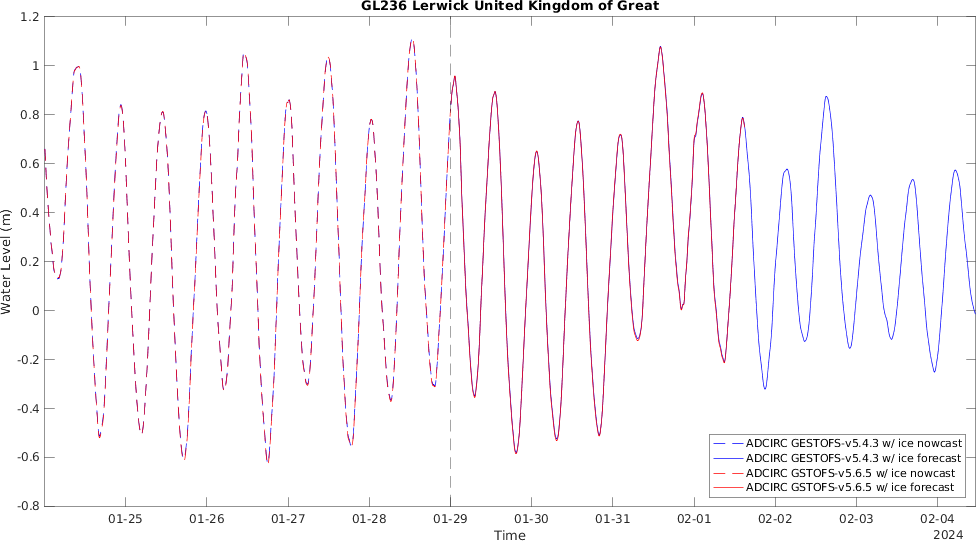 GL236 Lerwick United Kingdom of Great
1.2
1
0.8
0.6
0.4
0.2
0
-0.2
-0.4
-0.6
-0.8
Water Level (m)
ADCIRC GESTOFS-v5.4.3 w/ ice nowcast
ADCIRC GESTOFS-v5.4.3 w/ ice forecast
ADCIRC GSTOFS-v5.6.5 w/ ice nowcast
ADCIRC GSTOFS-v5.6.5 w/ ice forecast
01-25 01-26 01-27 01-28 01-29 01-30 01-31 02-01 02-02 02-03 02-04
Time
2024